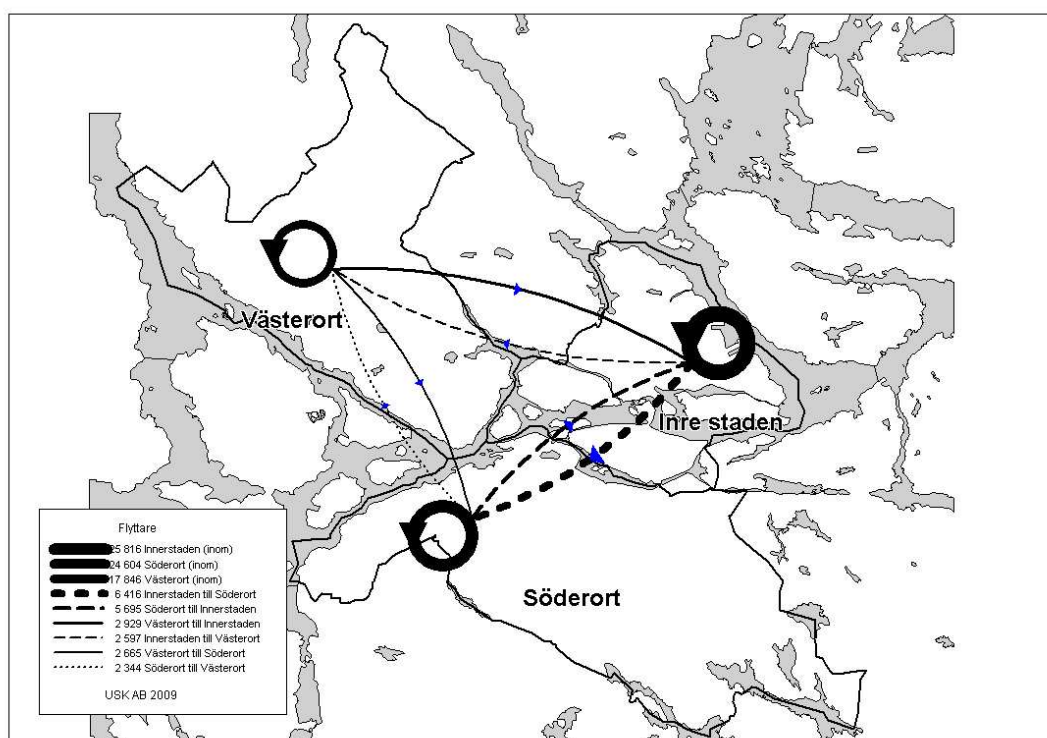 Västerort
Inre staden
Söderort
Flyttare
25 816 Innerstaden (inom)
24 604 Söderort (inom)
17 846 Västerort (inom)
6 416 Innerstaden till Söderort
5 695 Söderort till Innerstaden
2 929 Västerort till Innerstaden
2 597 Innerstaden till Västerort
2 665 Västerort till Söderort
2 344 Söderort till Västerort
USK AB 2009